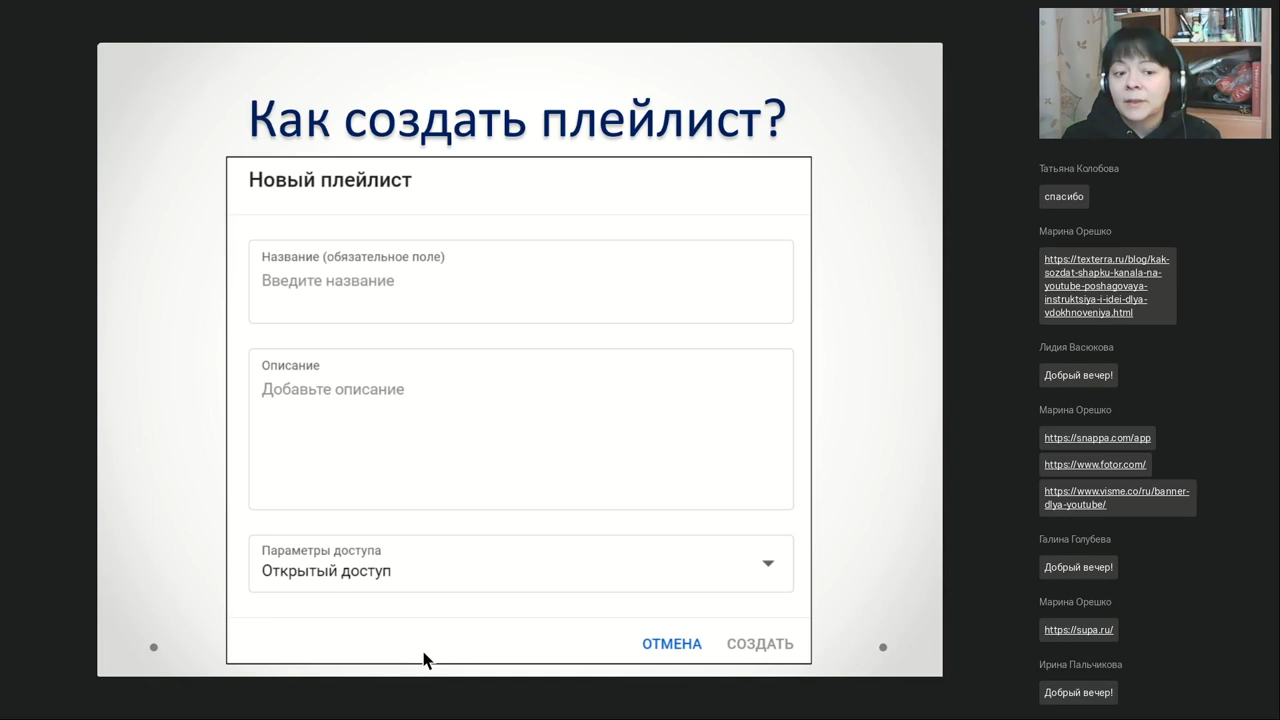 Как создать плейлист?
Новый плейлист
Название (обязательное поле)
Введите название
Описание
Добавьте описание
Параметры доступа
Открытый доступ
ОТМЕНА СОЗДАТЬ
Татьяна Колобова
спасибо
Марина Орешко
https://texterra.ru/blog/kak-
sozdat-shapku-kanala-na-
youtube-poshagovaya-
instruktsiya-i-idei-dlya-
vdokhnoveniya.html
Лидия Васюкова
Добрый вечер!
Марина Орешко
https://snappa.com/app
https://www.fotor.com/
https://www.visme.co/ru/banner-
dlya-youtube/
Галина Голубева
Добрый вечер!
Марина Орешко
https://supa.ru/
Ирина Пальчикова
Добрый вечер!